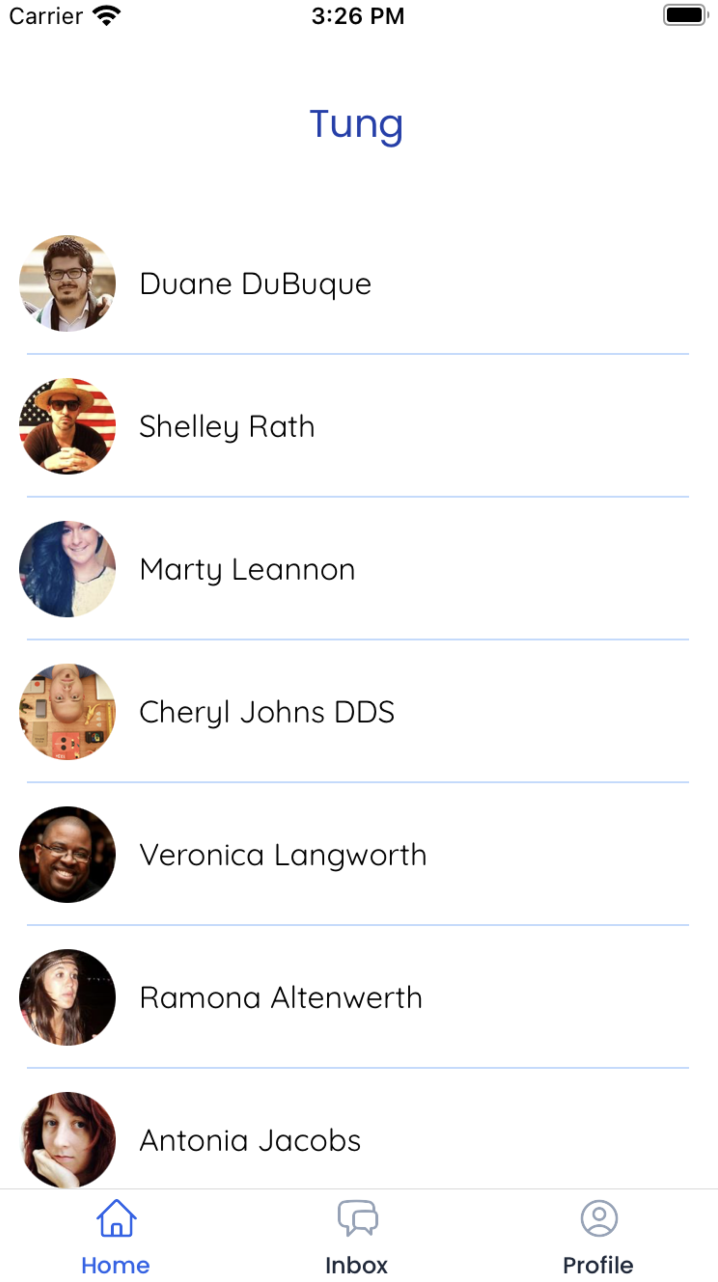 Carrier 3:26 PM
Tung
Duane DuBuque
Shelley Rath
Marty Leannon
Cheryl Johns DDS
Veronica Langworth
Ramona Altenwerth
Antonia Jacobs
Home Inbox Profile